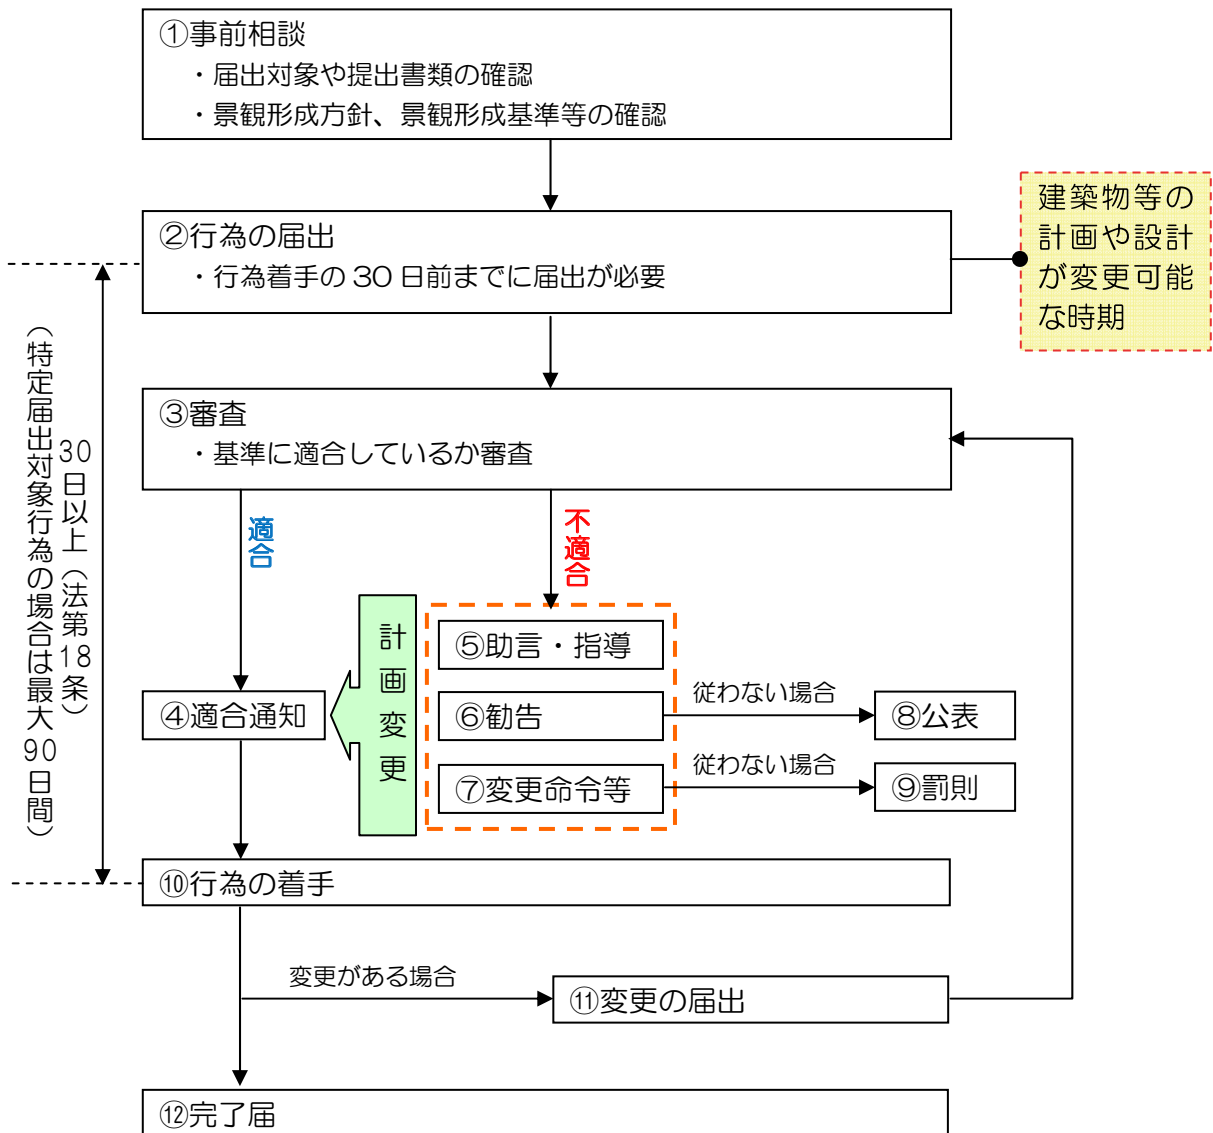 ①事前相談
・届出対象や提出書類の確認
・景観形成方針、景観形成基準等の確認
②行為の届出
・行為着手の 30 日前までに届出が必要
建築物等の
計画や設計
が変更可能
な時期
30日以上（法第18条）
（特定届出対象行為の場合は最大90日間）
③審査
・基準に適合しているか審査
適合
不適合
計画変更
⑤助言・指導
④適合通知
⑥勧告
従わない場合
⑧公表
⑦変更命令等
従わない場合
⑨罰則
⑩行為の着手
変更がある場合
⑪変更の届出
⑫完了届